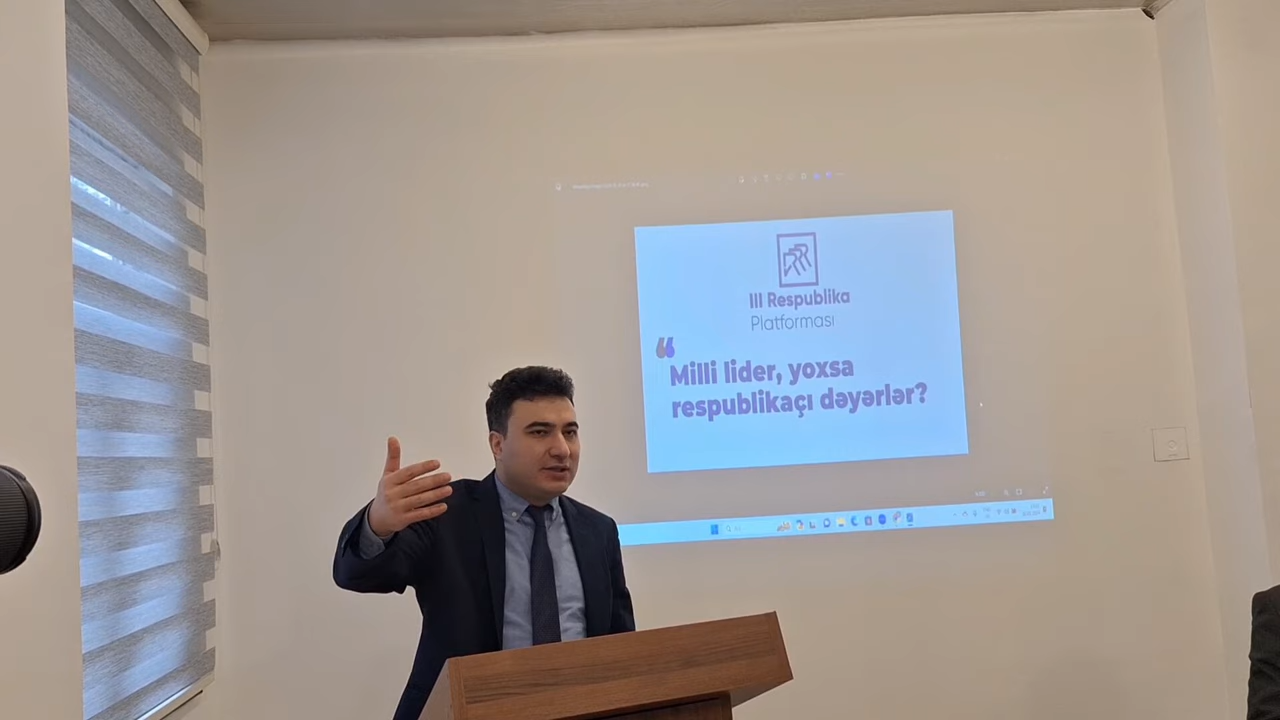 III Respublika
Platforması
Milli lider, yoxsa
respublikaçı dəyərlər?